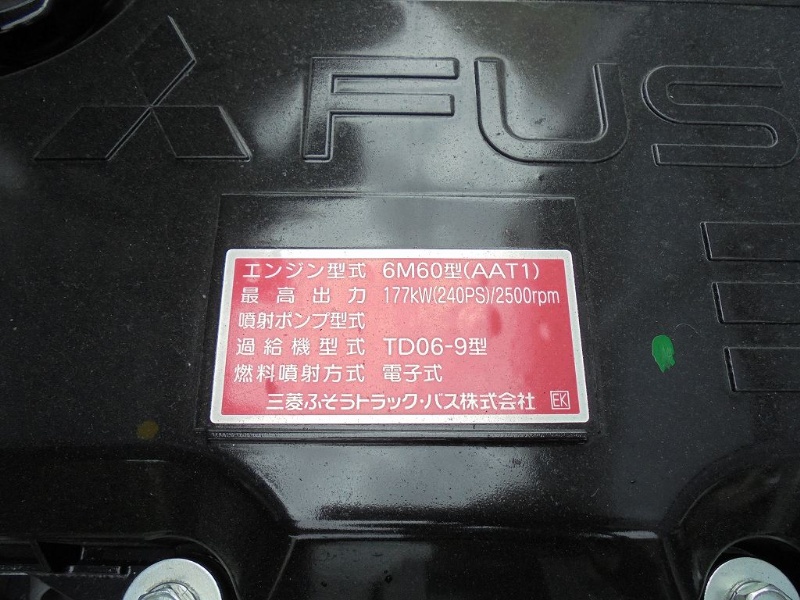 FUS
エンジン型式 6M60型(AAT1)
最高出力 177kW(240PS)/2500rpm
噴射ポンプ型式
過給機型式 TD06-9型
燃料噴射方式 電子式
三菱ふそうトラック・バス株式会社 EK